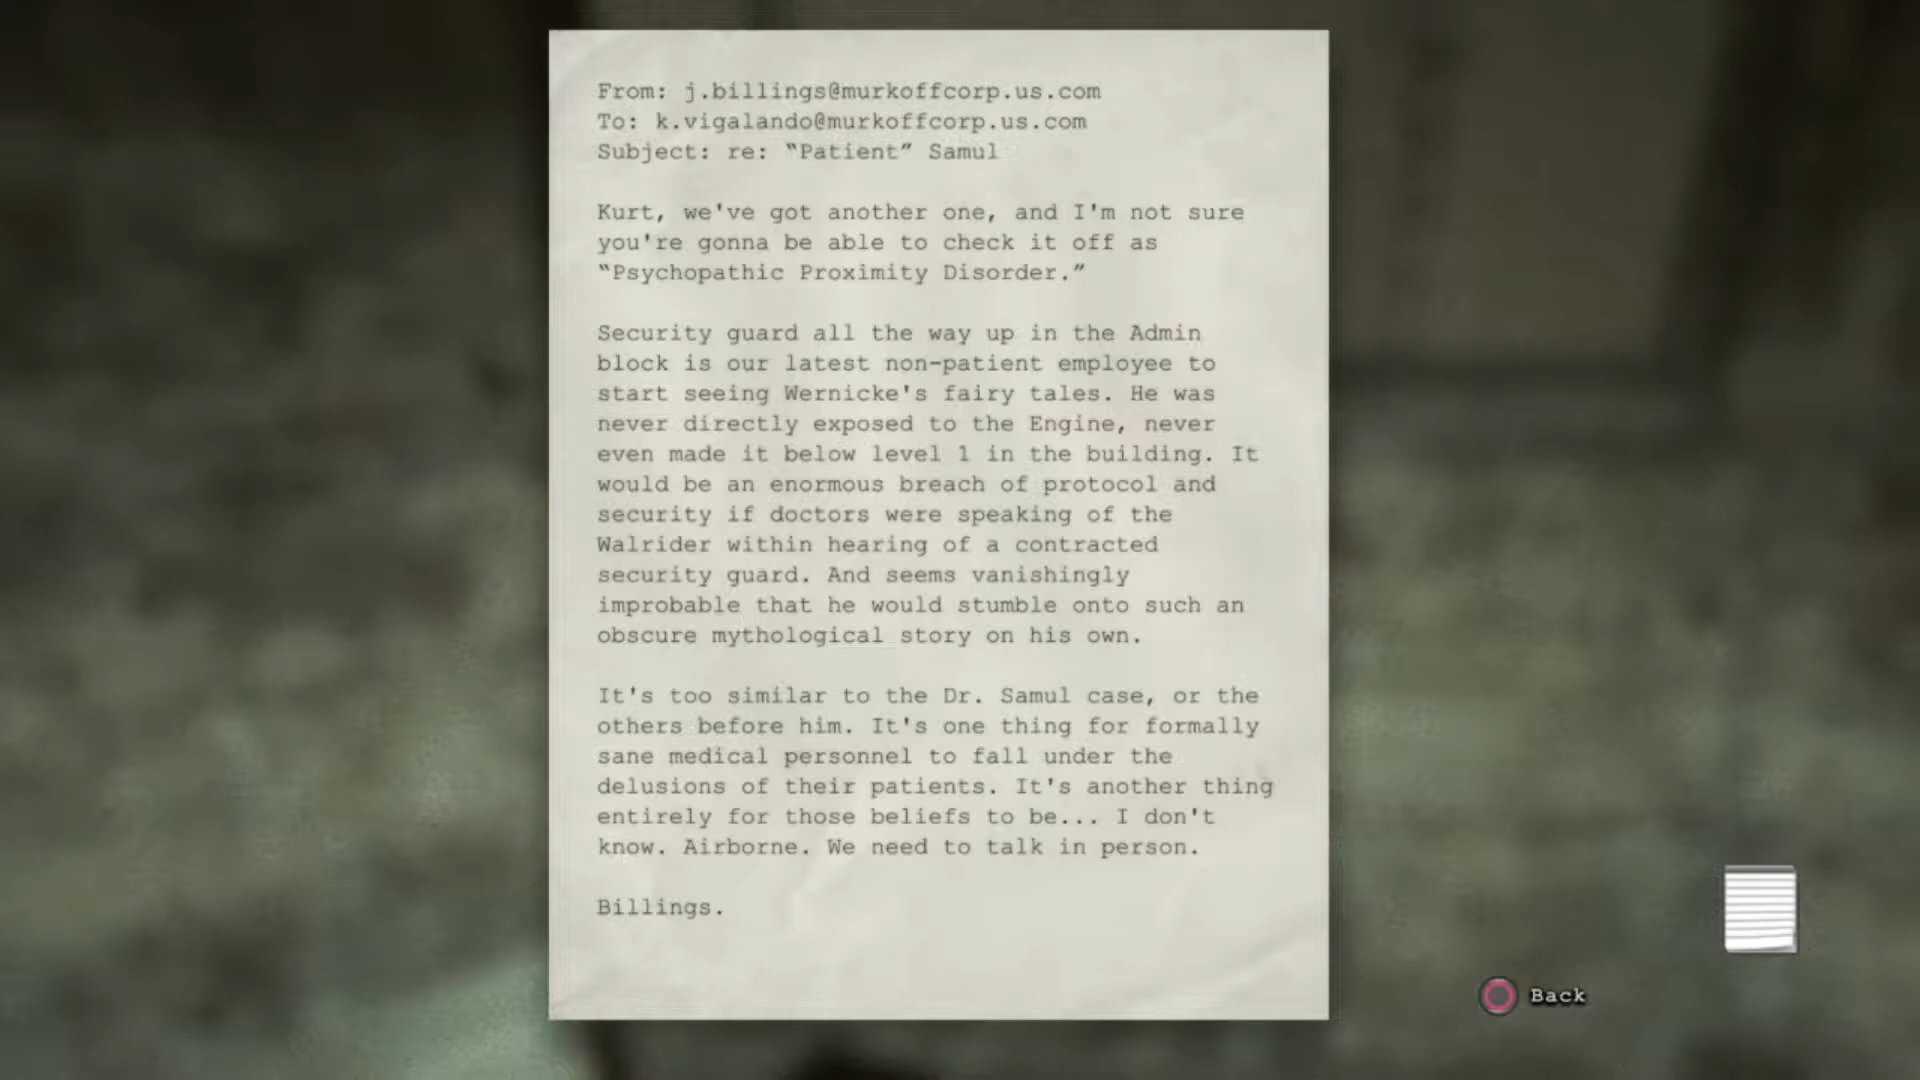 From: j.billings@murkoffcorp.us.com
To: k.vigalando@murkoffcorp.us.com
Subject: re: “Patient” Samul
Kurt, we've got another one, and I'm not sure
you're gonna be able to check it off as
“Psychopathic Proximity Disorder.”
Security guard all the way up in the Admin
block is our latest non-patient employee to
start seeing Wernicke's fairy tales. He was
never directly exposed to the Engine, never
even made it below level 1 in the building. It
would be an enormous breach of protocol and
security if doctors were speaking of the
Walrider within hearing of a contracted
security guard. And seems vanishingly
improbable that he would stumble onto such an
obscure mythological story on his own.
It's too similar to the Dr. Samul case, or the
others before him. It's one thing for formally
sane medical personnel to fall under the
delusions of their patients. It's another thing
entirely for those beliefs to be... I don't
know. Airborne. We need to talk in person.
Billings.
Back